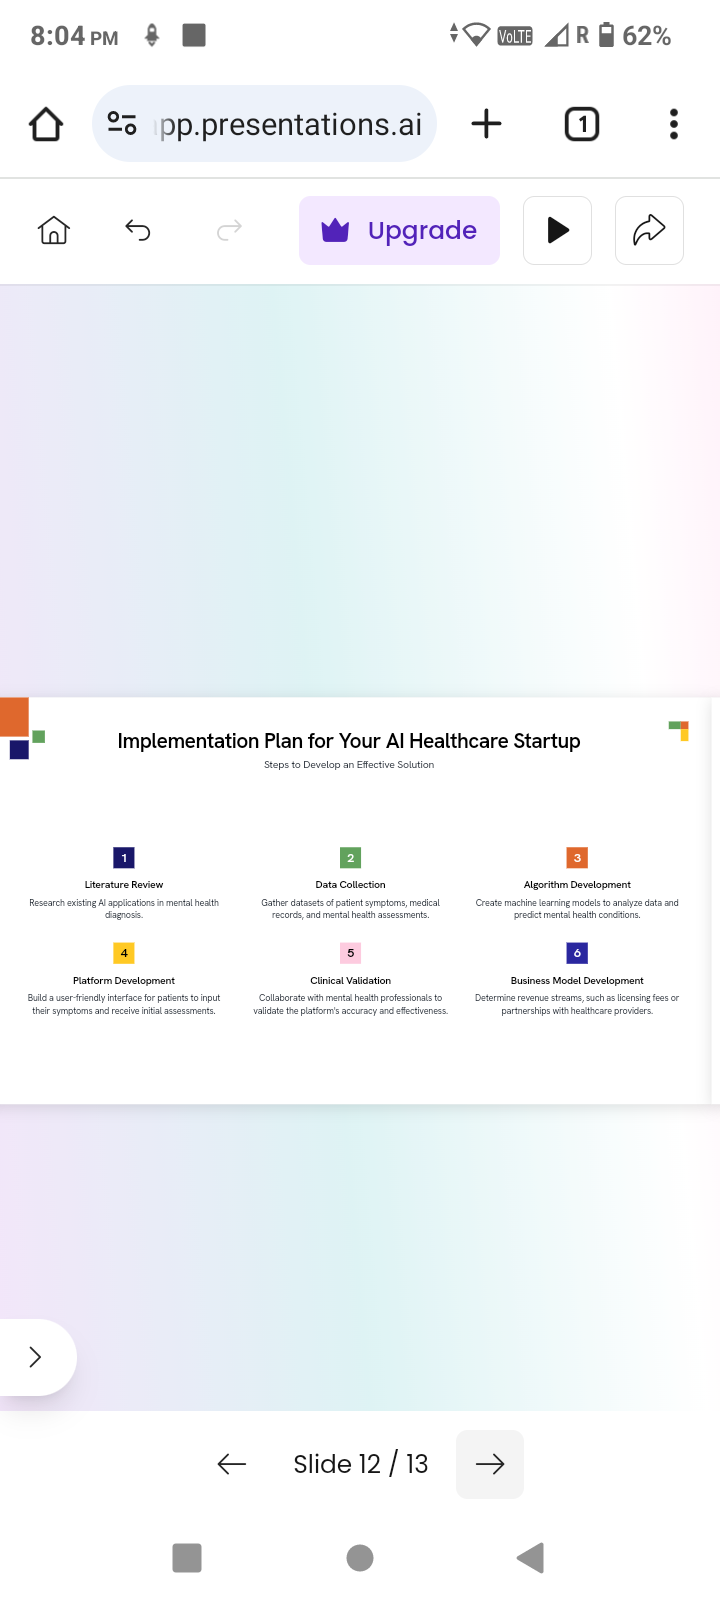 8:04 PM
VoLTE
R
62%
pp.presentations.ai
1
Upgrade
Implementation Plan for Your AI Healthcare Startup
Steps to Develop an Effective Solution
1
Literature Review
Research existing AI applications in mental health
diagnosis.
2
Data Collection
Gather datasets of patient symptoms, medical
records, and mental health assessments.
3
Algorithm Development
Create machine learning models to analyze data and
predict mental health conditions.
4
Platform Development
Build a user-friendly interface for patients to input
their symptoms and receive initial assessments.
5
Clinical Validation
Collaborate with mental health professionals to
validate the platform's accuracy and effectiveness.
6
Business Model Development
Determine revenue streams, such as licensing fees or
partnerships with healthcare providers.
Slide 12 / 13